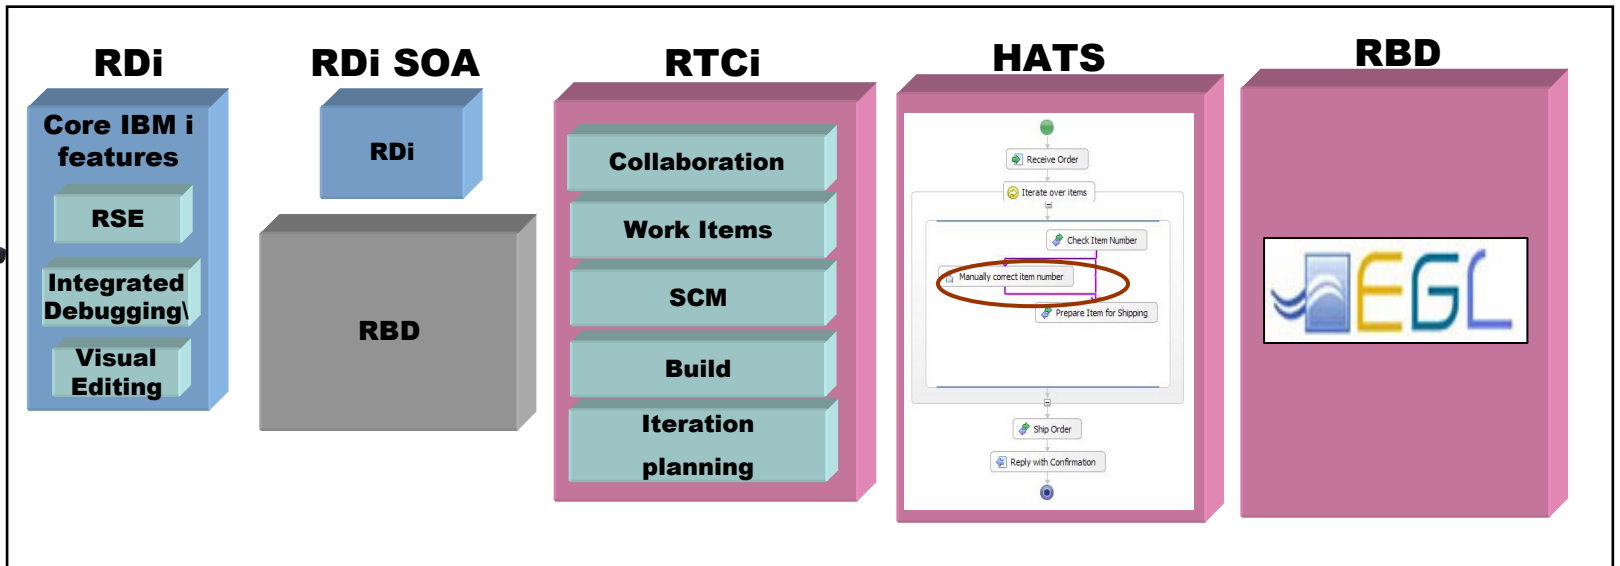 RDi
RDi SOA
RTCi
HATS
RBD
Core IBM i
features
RSE
Integrated
Debugging\
Visual
Editing
RDi
RBD
Collaboration
Work Items
SCM
Build
Iteration
planning
Receive Order
Iterate over items
Check Item Number
Manually correct item number
Prepare Item for Shipping
Ship Order
Reply with Confirmation
EGL